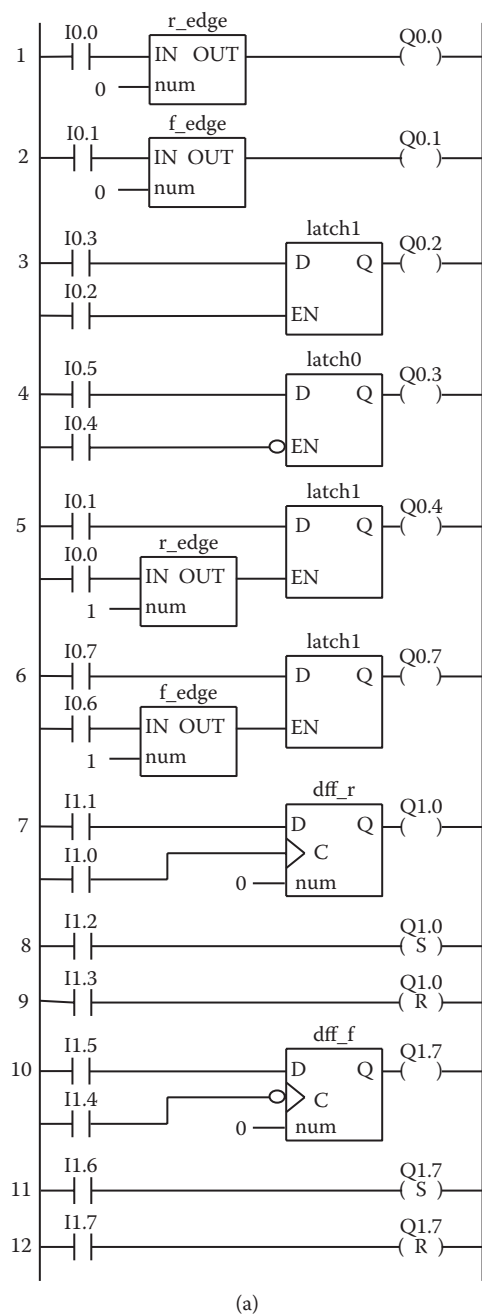 I0.0 r_edge Q0.0
1 IN OUT
0 num
I0.1 f_edge Q0.1
2 IN OUT
0 num
I0.3 latch1 Q0.2
3 D Q
I0.2 EN
I0.5 latch0 Q0.3
4 D Q
I0.4 EN
I0.1 latch1 Q0.4
5 D Q
I0.0 r_edge
IN OUT EN
1 num
I0.7 latch1 Q0.7
6 D Q
I0.6 f_edge
IN OUT EN
1 num
I1.1 dff_r Q1.0
7 D Q
I1.0 C
0 num
I1.2 Q1.0
8 S
I1.3 Q1.0
9 R
I1.5 dff_f Q1.7
10 D Q
I1.4 C
0 num
I1.6 Q1.7
11 S
I1.7 Q1.7
12 R
(a)